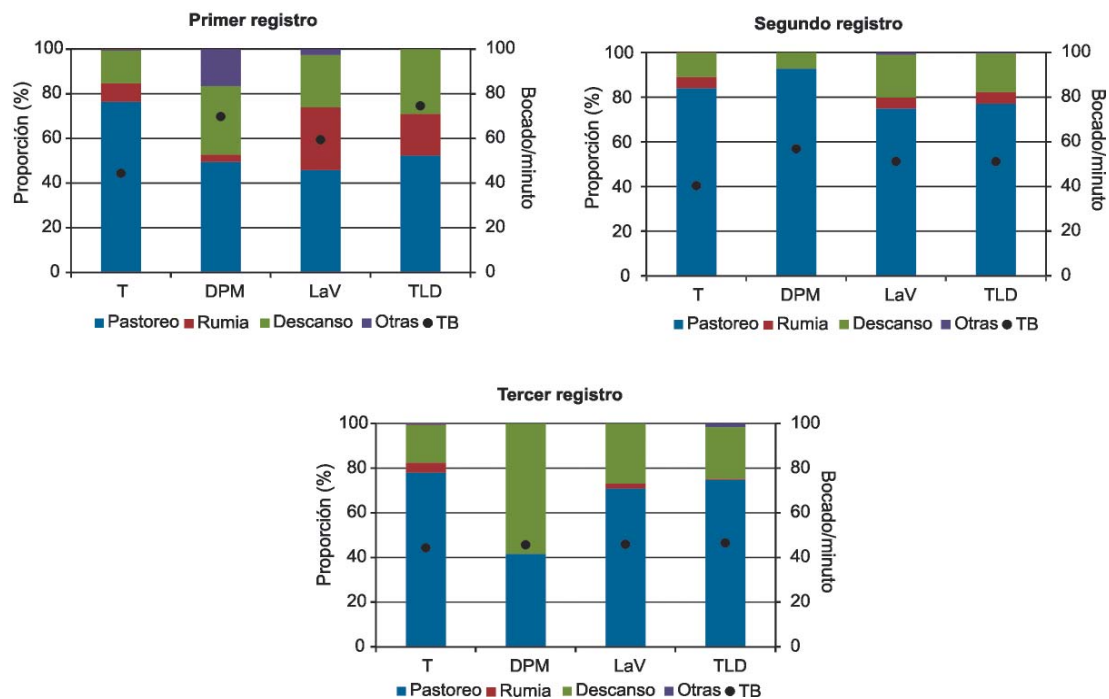 Primer registro
Proporción (%)
100
80
60
40
20
0
100
80
60
40
20
0
Bocado/minuto
T DPM LaV TLD
Pastoreo Rumia Descanso Otras TB
Segundo registro
Proporción (%)
100
80
60
40
20
0
100
80
60
40
20
0
Bocado/minuto
T DPM LaV TLD
Pastoreo Rumia Descanso Otras TB
Tercer registro
Proporción (%)
100
80
60
40
20
0
100
80
60
40
20
0
Bocado/minuto
T DPM LaV TLD
Pastoreo Rumia Descanso Otras TB